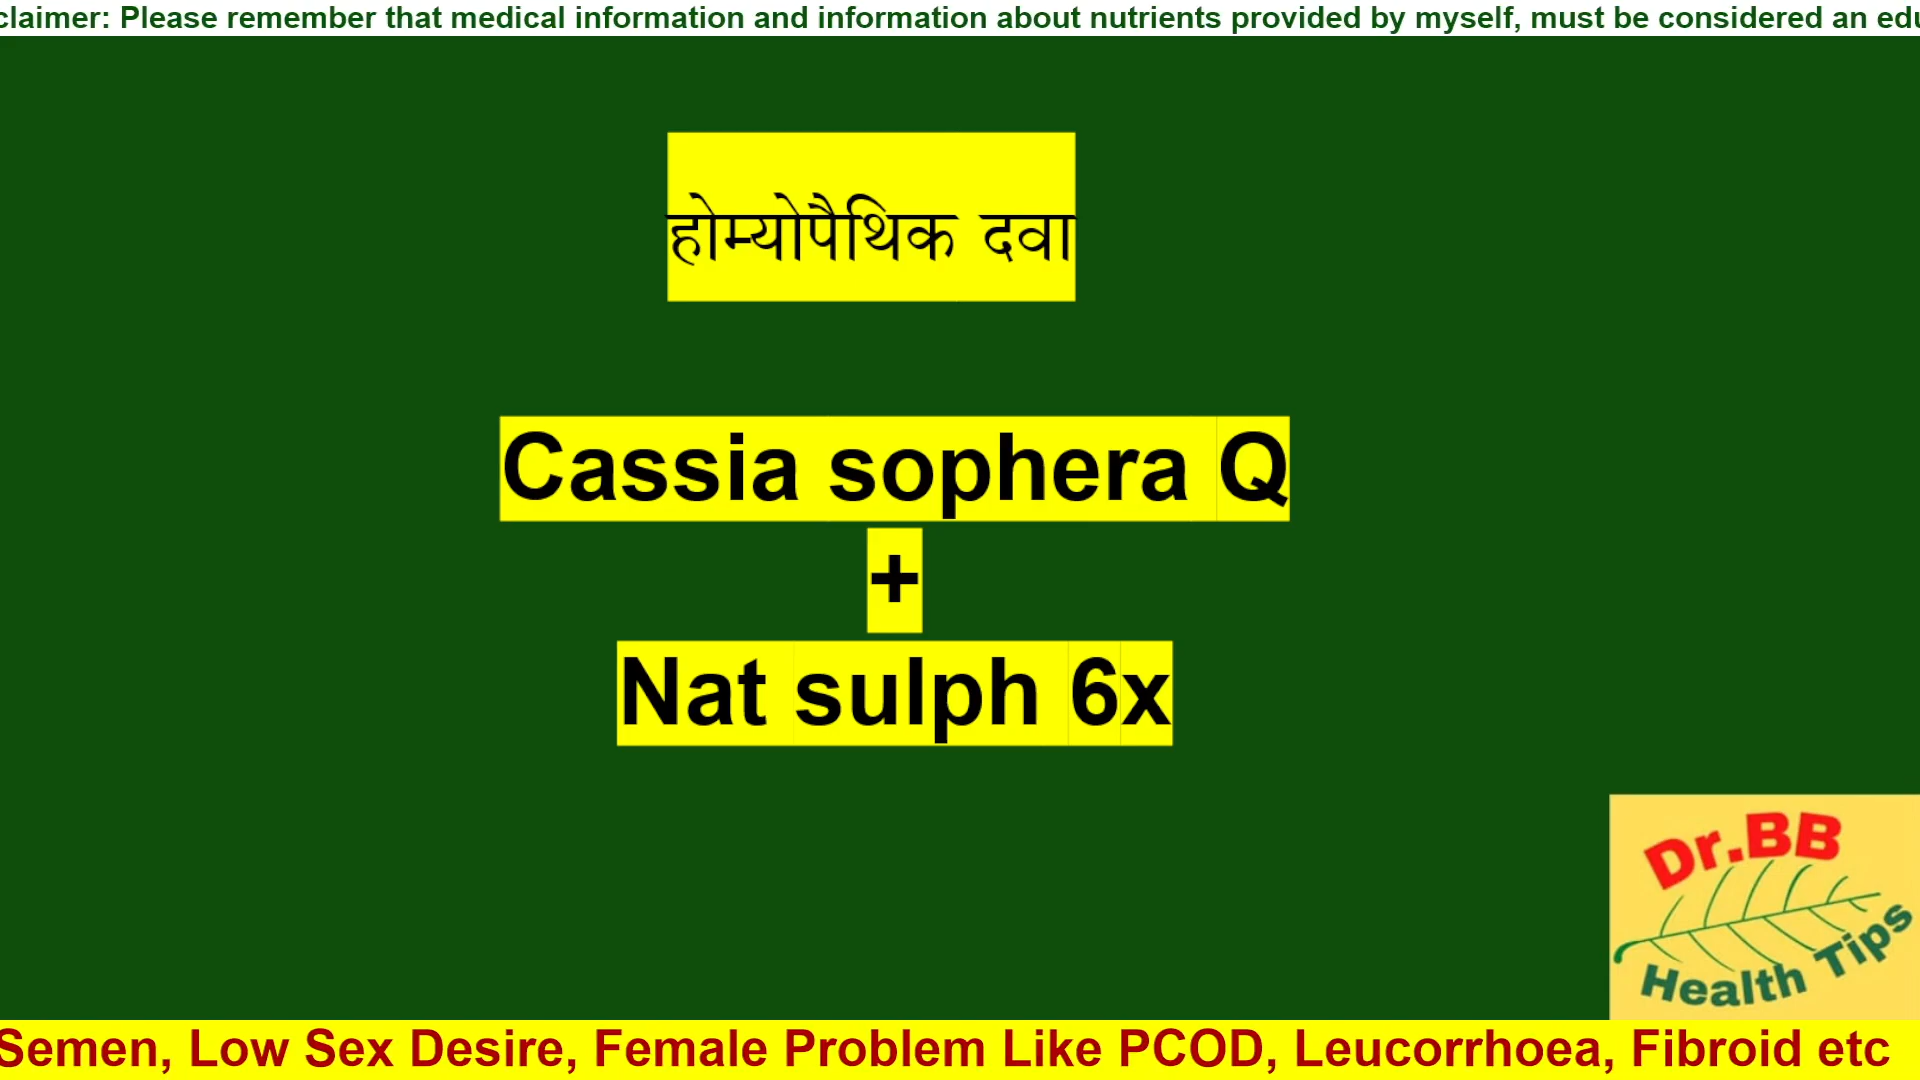 claimer: Please remember that medical information and information about nutrients provided by myself, must be considered an edu
होम्योपैथिक दवा
Cassia sophera Q
+
Nat sulph 6x
Dr.BB
Health Tips
Semen, Low Sex Desire, Female Problem Like PCOD, Leucorrhoea, Fibroid etc